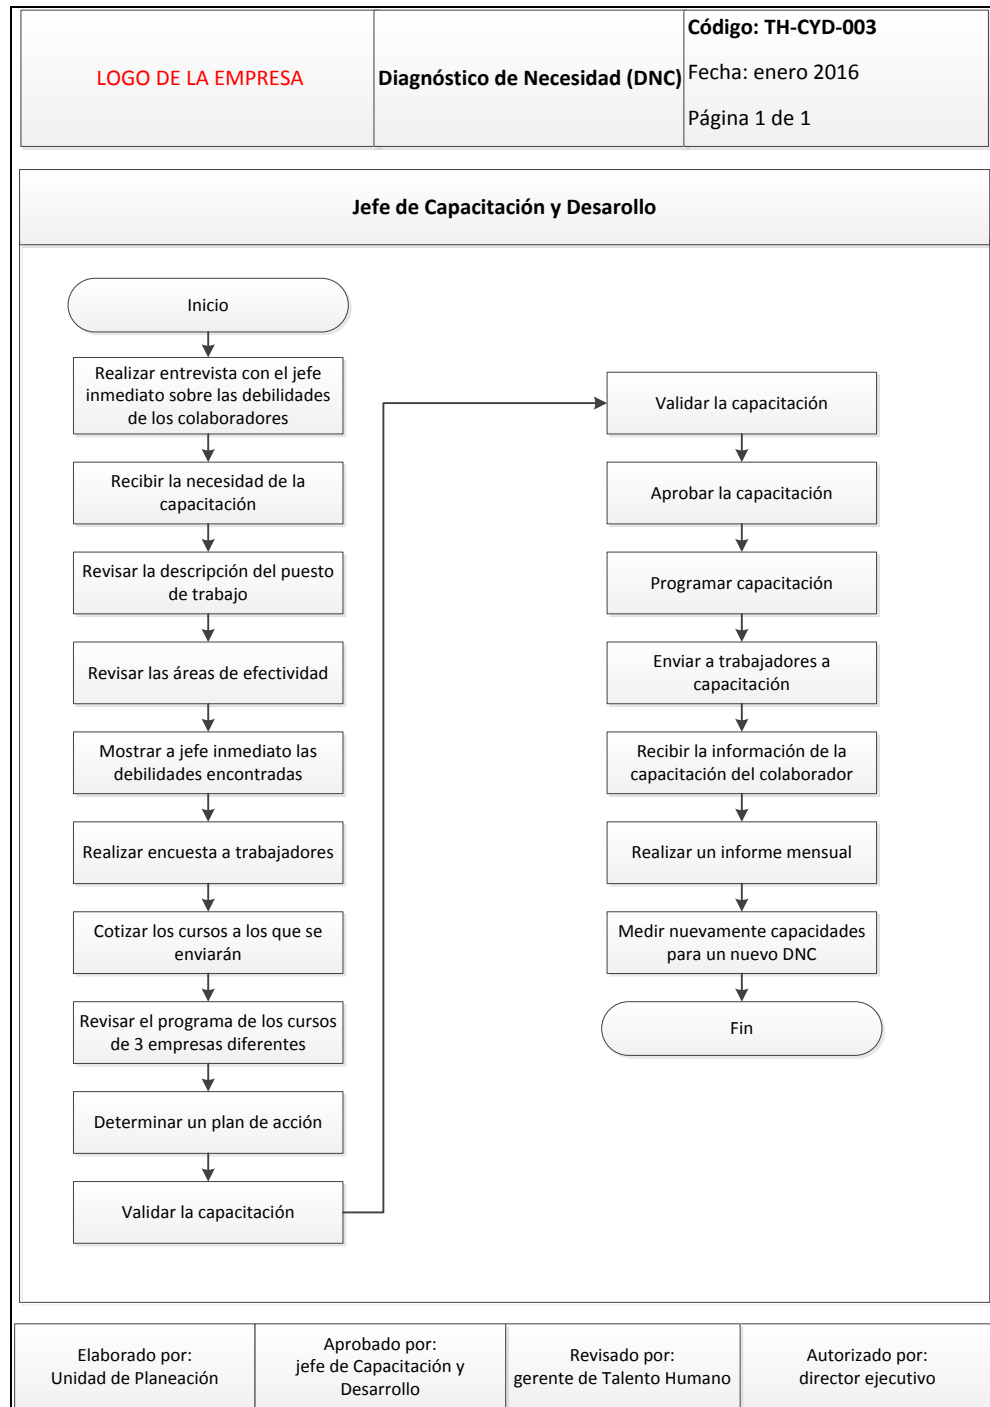 LOGO DE LA EMPRESA
Diagnóstico de Necesidad (DNC)
Código: TH-CYD-003
Fecha: enero 2016
Página 1 de 1
Jefe de Capacitación y Desarollo
Inicio
Realizar entrevista con el jefe
inmediato sobre las debilidades
de los colaboradores
Recibir la necesidad de la
capacitación
Revisar la descripción del puesto
de trabajo
Revisar las áreas de efectividad
Mostrar a jefe inmediato las
debilidades encontradas
Realizar encuesta a trabajadores
Cotizar los cursos a los que se
enviarán
Revisar el programa de los cursos
de 3 empresas diferentes
Determinar un plan de acción
Validar la capacitación
Validar la capacitación
Aprobar la capacitación
Programar capacitación
Enviar a trabajadores a
capacitación
Recibir la información de la
capacitación del colaborador
Realizar un informe mensual
Medir nuevamente capacidades
para un nuevo DNC
Fin
Elaborado por:
Unidad de Planeación
Aprobado por:
jefe de Capacitación y
Desarrollo
Revisado por:
gerente de Talento Humano
Autorizado por:
director ejecutivo